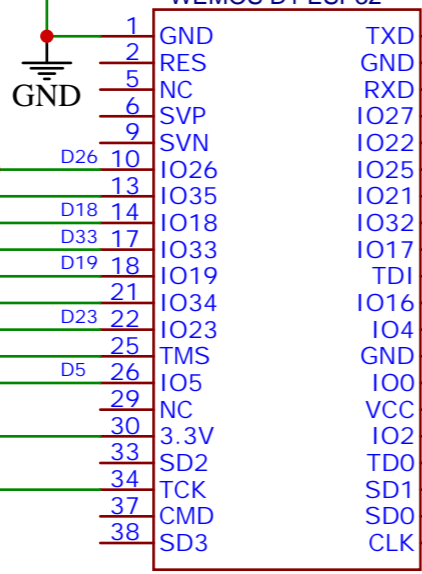 WEMOS D1 ESP32
1 GND TXD
2 RES GND
GND
5 NC RXD
6 SVP IO27
9 SVN IO22
D26 10 IO26 IO25
13 IO35 IO21
D18 14 IO18 IO32
D33 17 IO33 IO17
D19 18 IO19 TDI
21 IO34 IO16
D23 22 IO23 IO4
25 TMS GND
D5 26 IO5 IO0
29 NC VCC
30 3.3V IO2
33 SD2 TD0
34 TCK SD1
37 CMD SD0
38 SD3 CLK